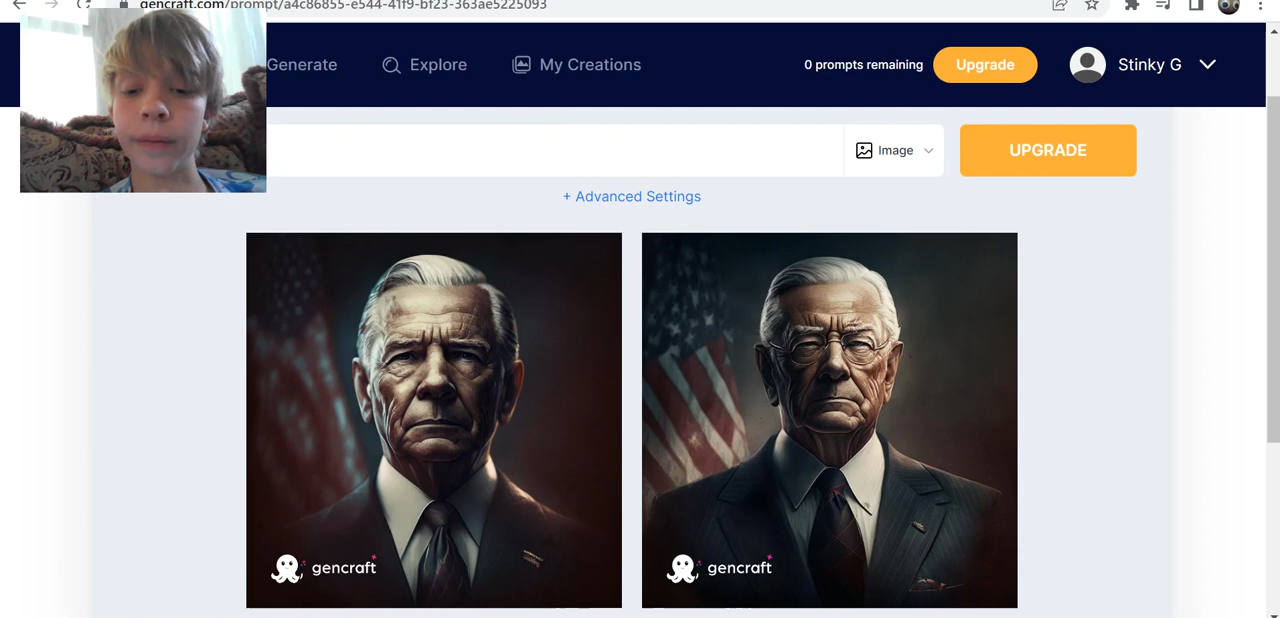 gencraft.com/prompt/a4c86855-e544-41f9-bf23-363ae5225093
Generate
Explore
My Creations
0 prompts remaining
Upgrade
Stinky G
Image
UPGRADE
+ Advanced Settings
gencraft
gencraft